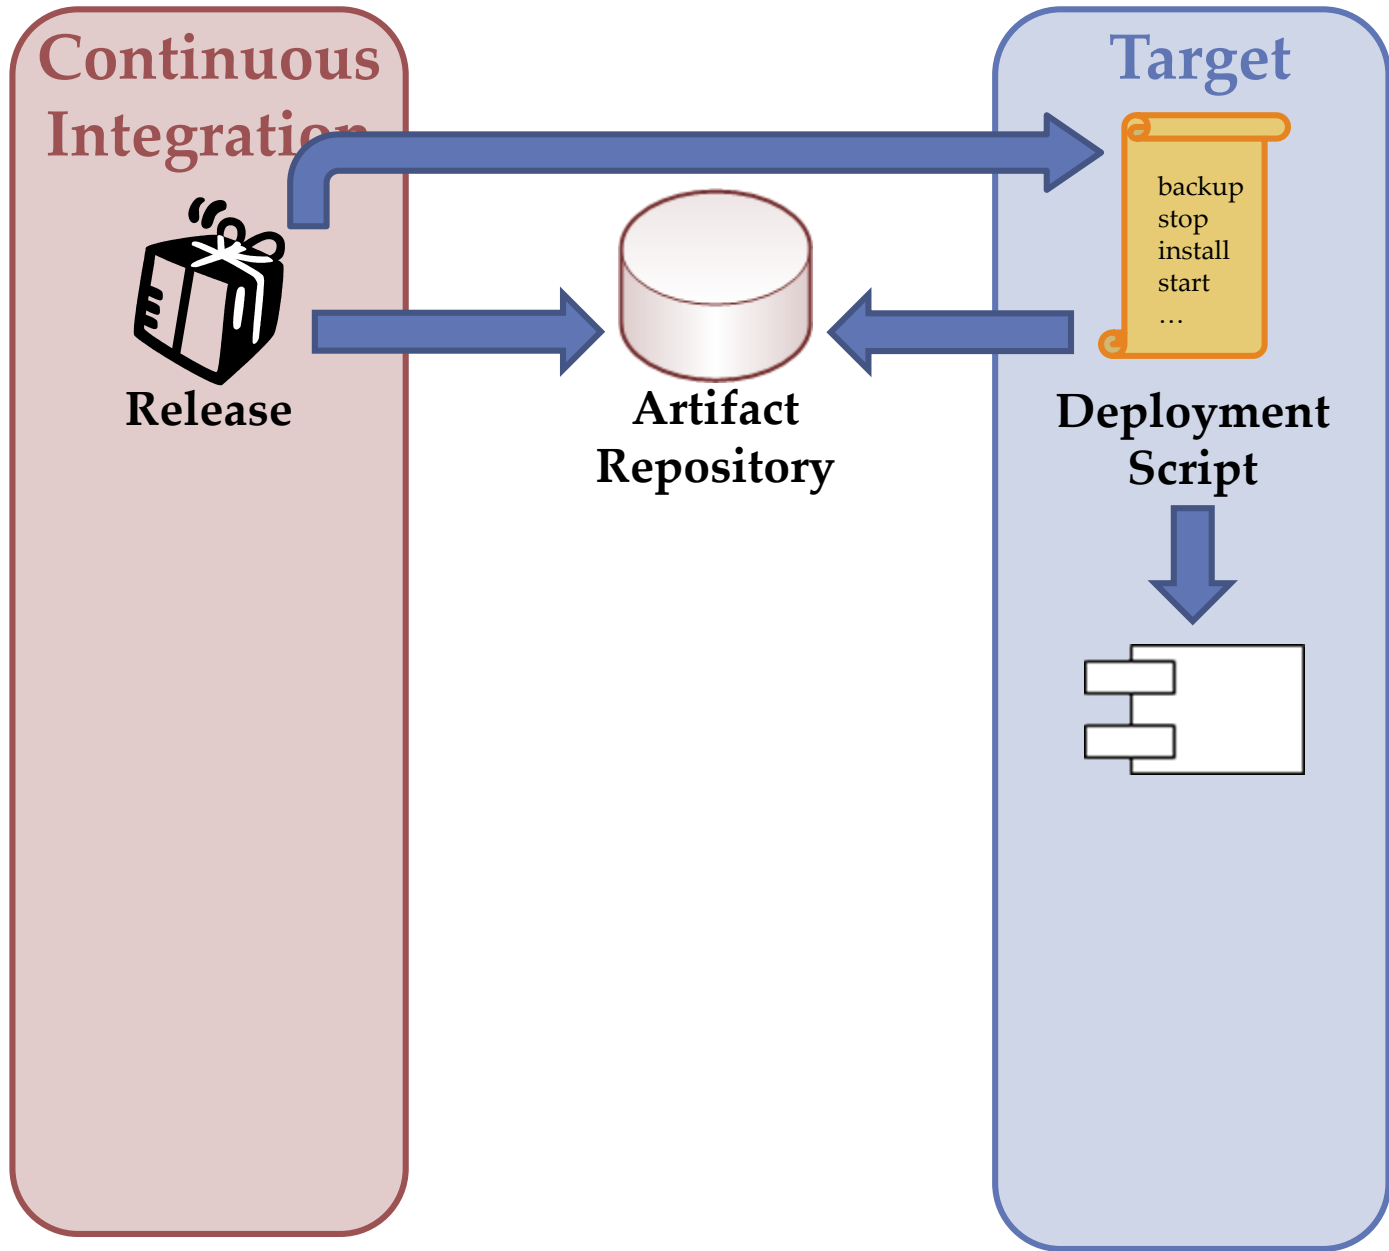 Continuous
Integration
Target
backup
stop
install
start
…
Release
Artifact
Repository
Deployment
Script